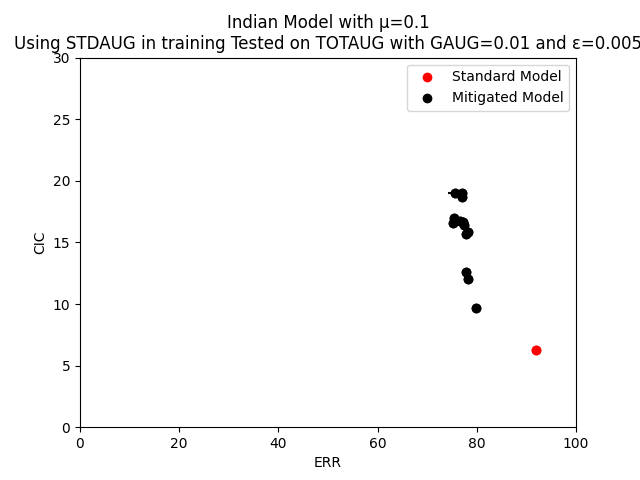 Indian Model with μ=0.1
Using STDAUG in training Tested on TOTAUG with GAUG=0.01 and ε=0.005
Standard Model
Mitigated Model
30
25
20
15
10
5
0
CIC
0 20 40 60 80 100
ERR